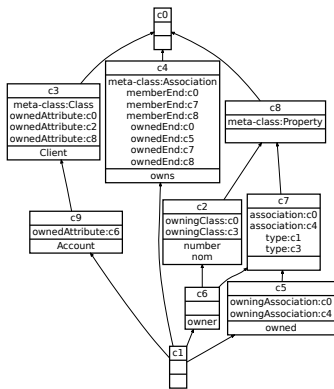 c0
c3
meta-class:Class
ownedAttribute:c0
ownedAttribute:c2
ownedAttribute:c8
Client
c4
meta-class:Association
memberEnd:c0
memberEnd:c7
memberEnd:c8
ownedEnd:c0
ownedEnd:c5
ownedEnd:c7
ownedEnd:c8
owns
c8
meta-class:Property
c9
ownedAttribute:c6
Account
c2
owningClass:c0
owningClass:c3
number
nom
c7
association:c0
association:c4
type:c1
type:c3
c6
owner
c5
owningAssociation:c0
owningAssociation:c4
owned
c1